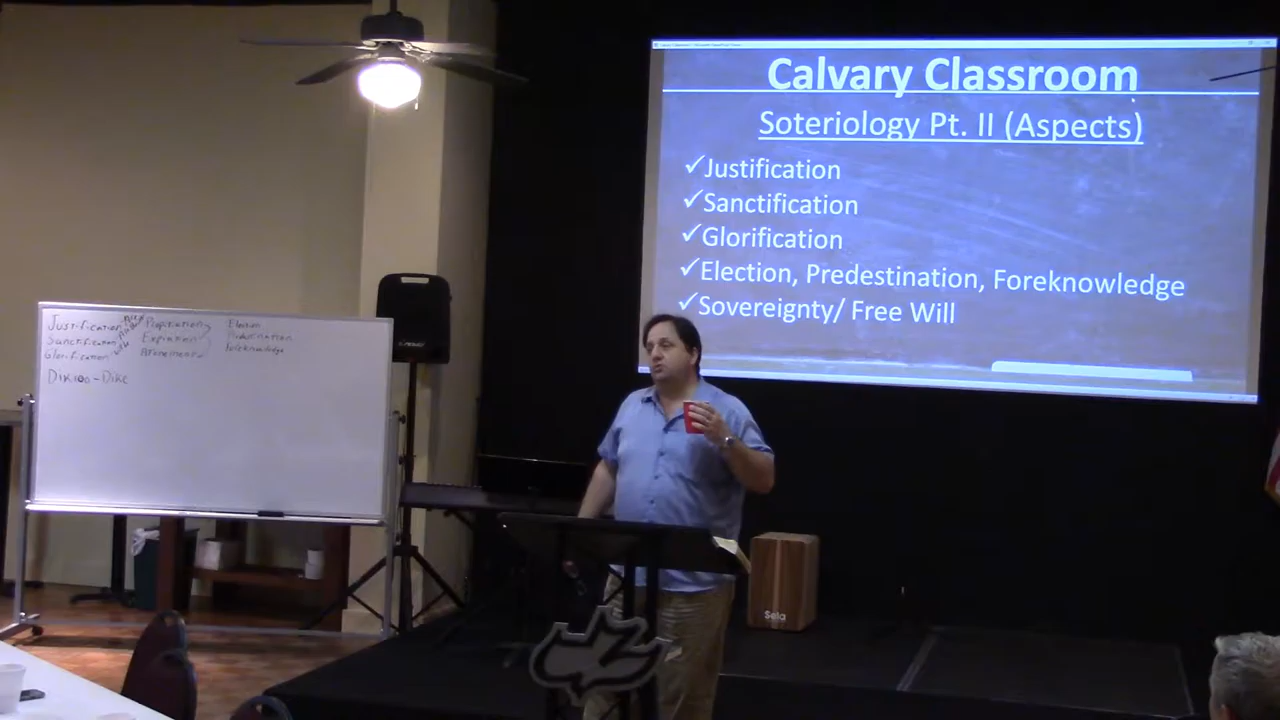 Calvary Classroom
Soteriology Pt. II (Aspects)
✓Justification
✓Sanctification
✓Glorification
✓Election, Predestination, Foreknowledge
✓Sovereignty/ Free Will
Justification Propitiation Election
Sanctification Expiation Predestination
Glorification Atonement Foreknowledge
Dikioo - Dike
Sela